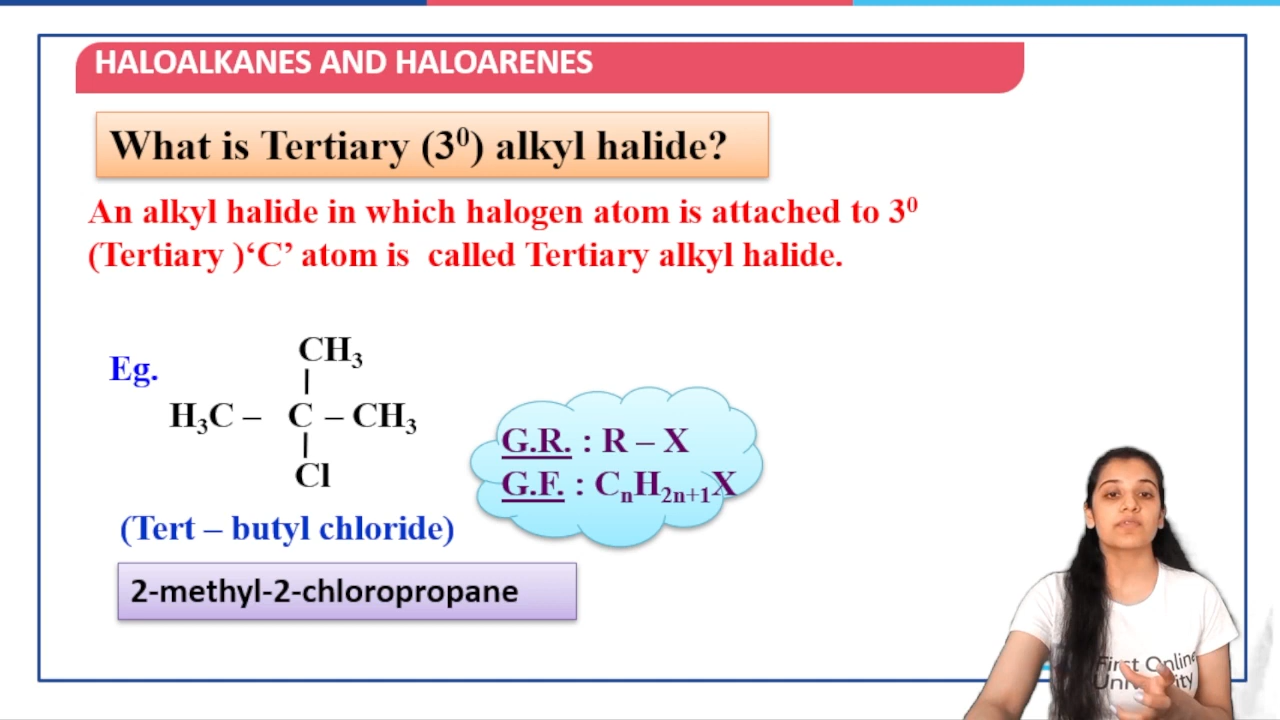 HALOALKANES AND HALOARENES
What is Tertiary (3⁰) alkyl halide?
An alkyl halide in which halogen atom is attached to 3⁰
(Tertiary )‘C’ atom is called Tertiary alkyl halide.
Eg.
CH₃
H₃C – C – CH₃
Cl
(Tert – butyl chloride)
G.R. : R – X
G.F. : CₙH₂ₙ₊₁X
2-methyl-2-chloropropane
First Online